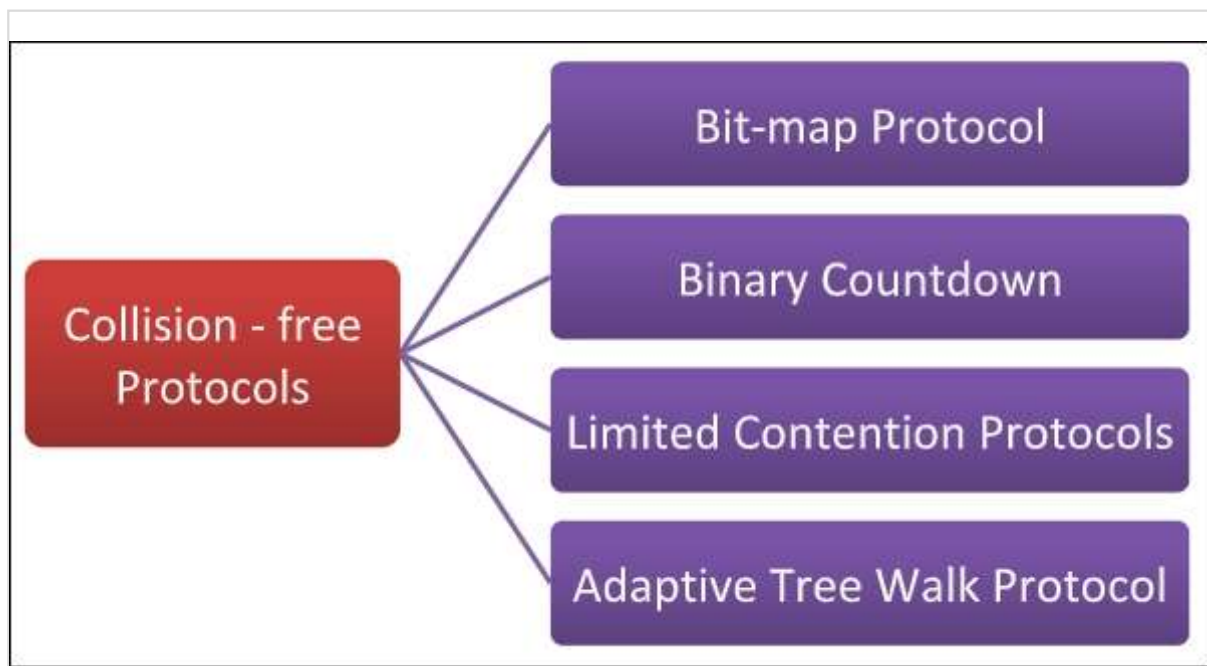 Collision - free
Protocols
Bit-map Protocol
Binary Countdown
Limited Contention Protocols
Adaptive Tree Walk Protocol